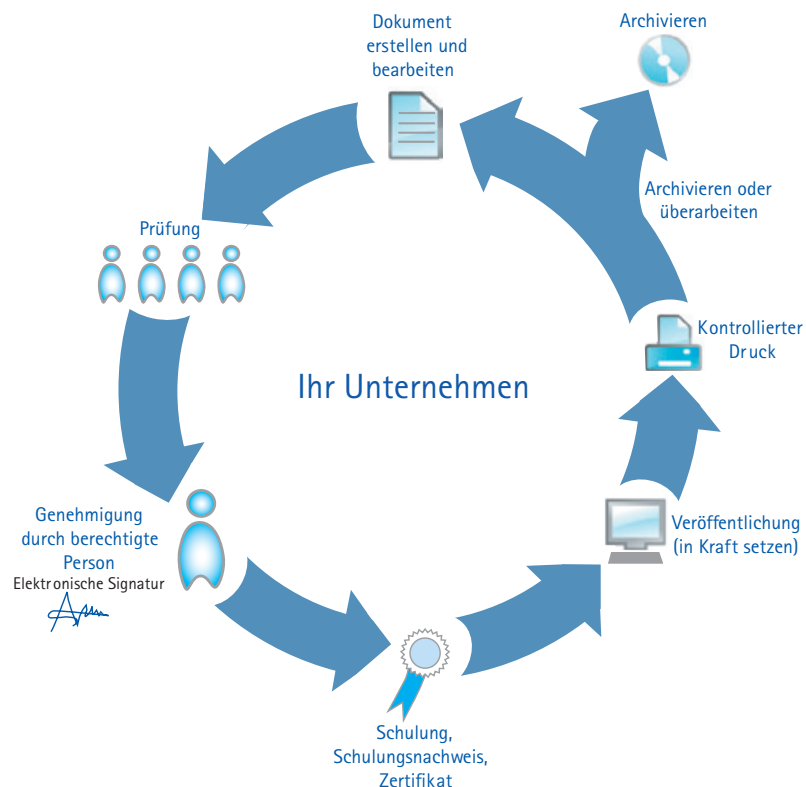 Dokument
erstellen und
bearbeiten
Archivieren
Archivieren oder
überarbeiten
Prüfung
Kontrollierter
Druck
Ihr Unternehmen
Genehmigung
durch berechtigte
Person
Elektronische Signatur
Veröffentlichung
(in Kraft setzen)
Schulung,
Schulungsnachweis,
Zertifikat